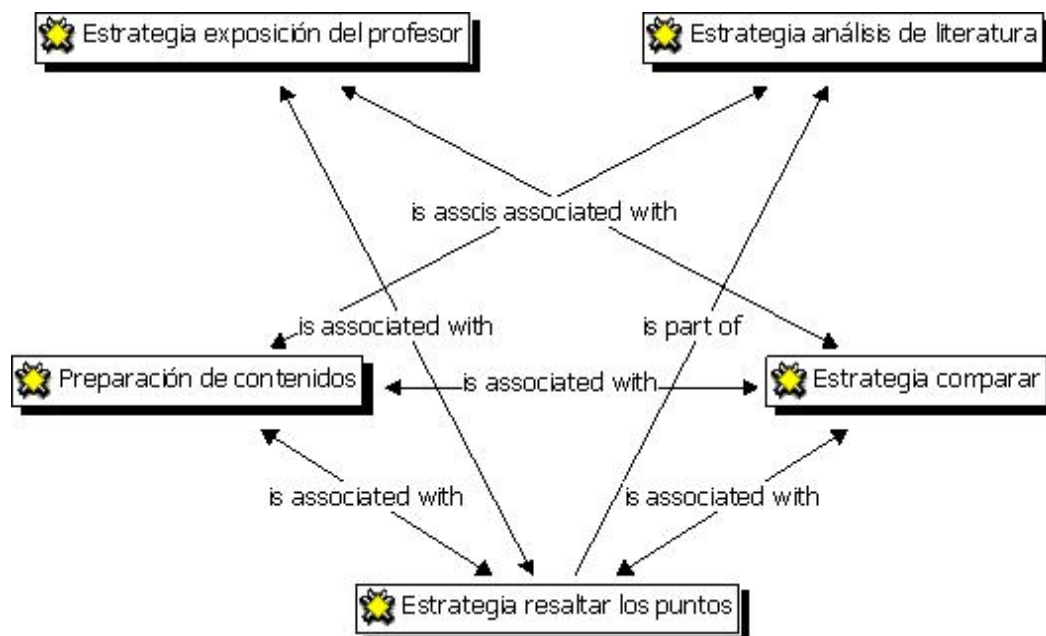 Estrategia exposición del profesor
Estrategia análisis de literatura
is asscis associated with
is associated with
is part of
Preparación de contenidos
is associated with
Estrategia comparar
is associated with
is associated with
Estrategia resaltar los puntos